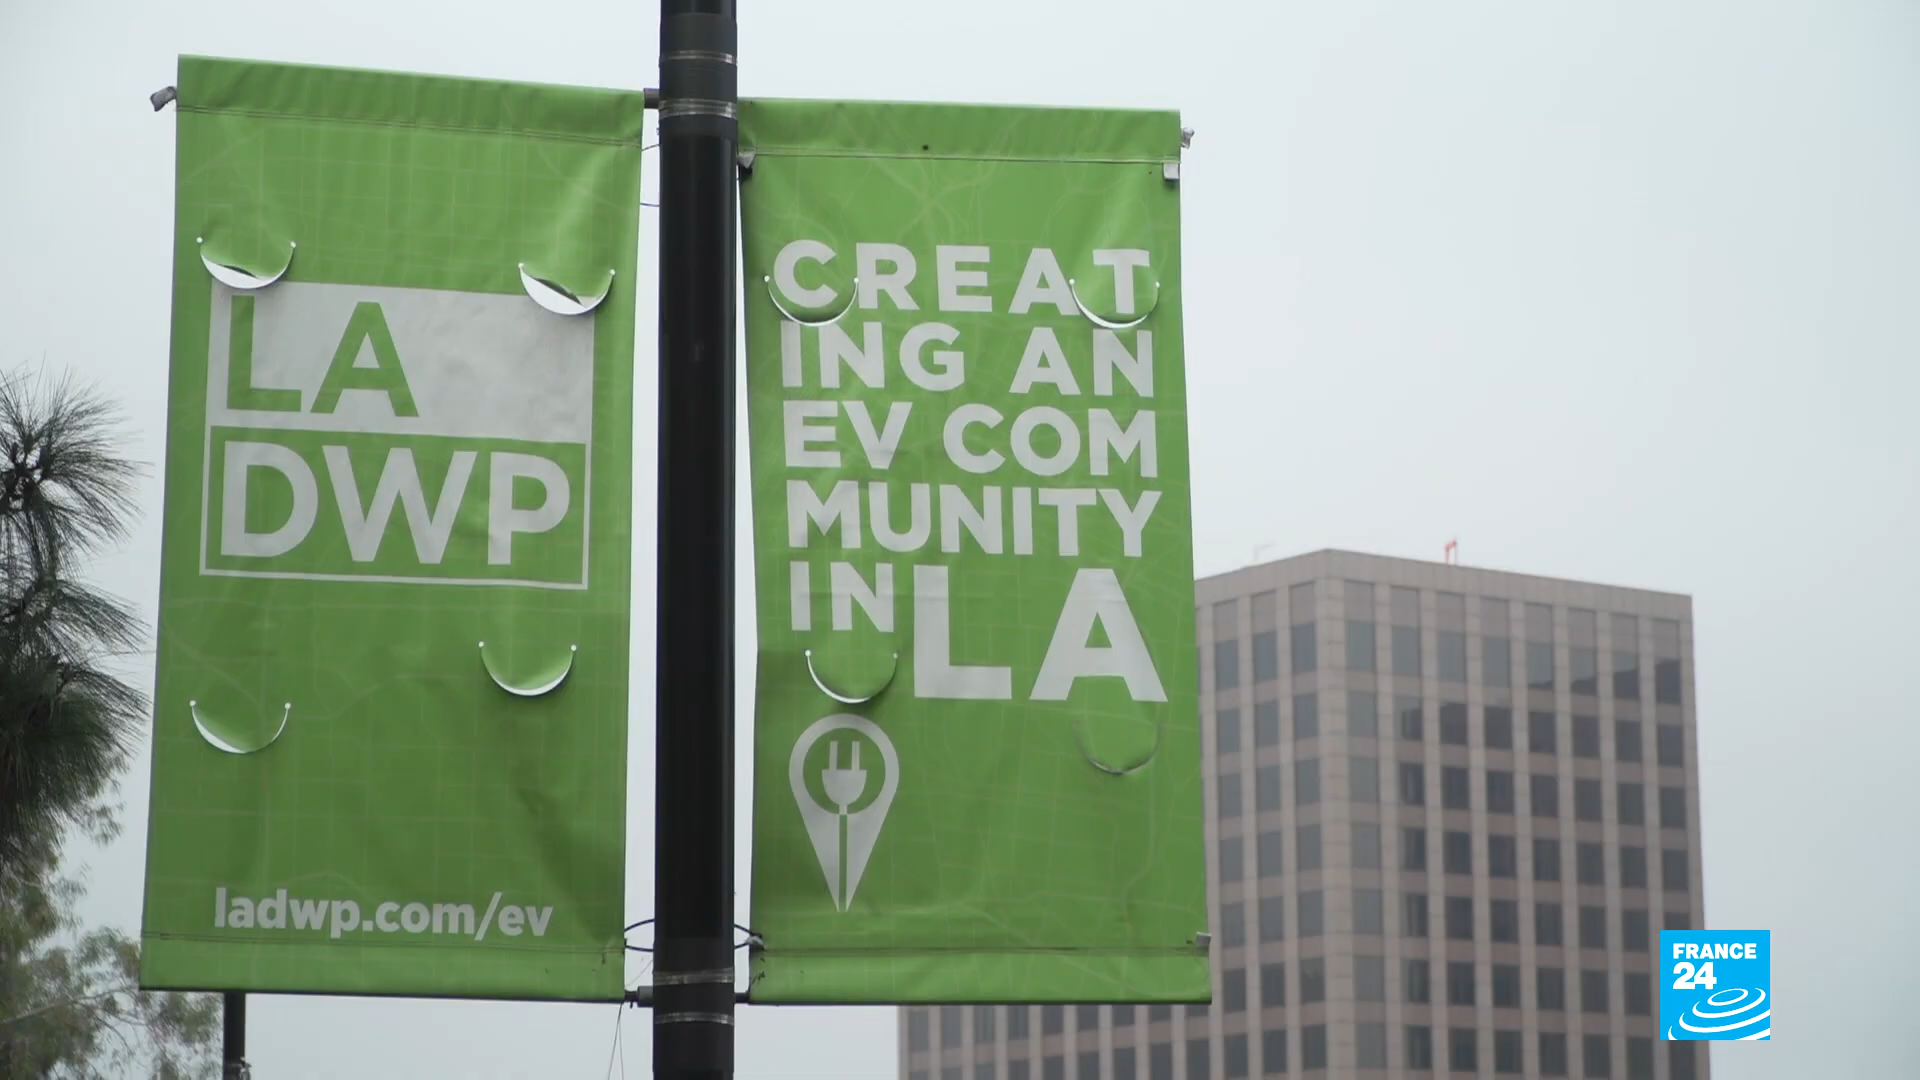 LA
DWP
ladwp.com/ev
CREAT
ING AN
EV COM
MUNITY
IN LA
FRANCE
24